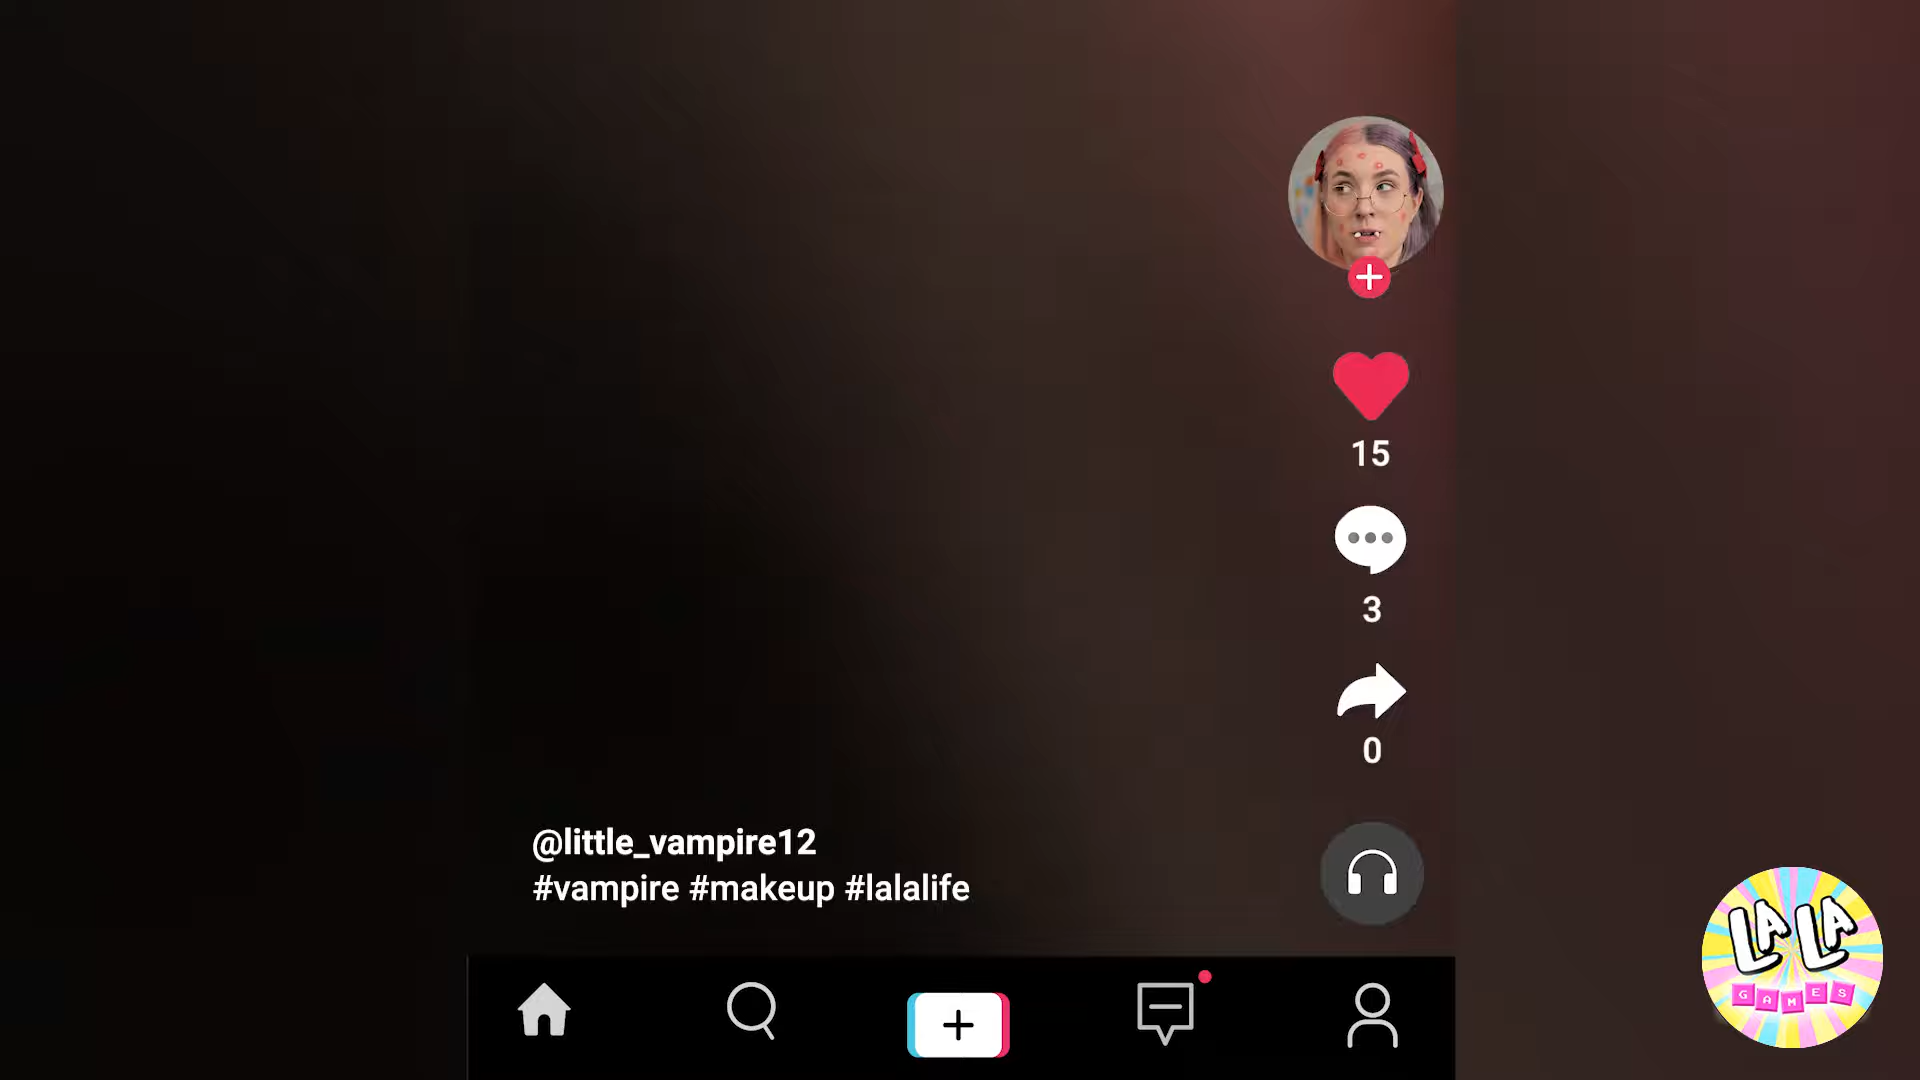 15
3
0
@little_vampire12
#vampire #makeup #lalalife
LA LA
GAMES